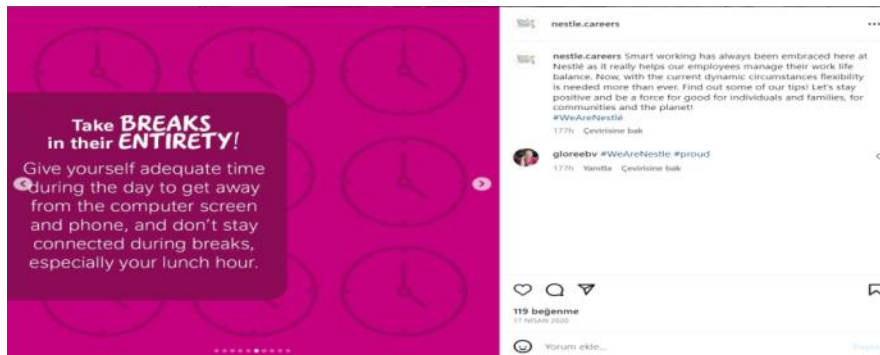 Take BREAKS
in their ENTIRETY!
Give yourself adequate time
during the day to get away
from the computer screen
and phone, and don't stay
connected during breaks,
especially your lunch hour.
nestle.careers
nestle.careers Smart working has always been embraced here at
Nestlé as it really helps our employees manage their work life
balance. Now, with the current dynamic circumstances flexibility
is needed more than ever. Find out some of our tips! Let's stay
positive and be a force for good for individuals and families, for
communities and the planet!
#WeAreNestlé
177h Çevirisine bak
gloreebv #WeAreNestle #proud
177h Yanıtla Çevirisine bak
119 beğenme
17 NİSAN 2020
Yorum ekle...